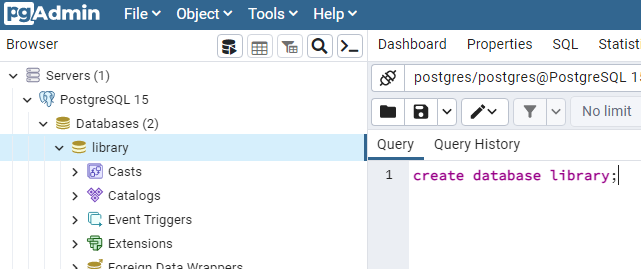 pgAdmin File Object Tools Help
Browser
Servers (1)
PostgreSQL 15
Databases (2)
library
Casts
Catalogs
Event Triggers
Extensions
Foreign Data Wrappers
Dashboard Properties SQL Statist
postgres/postgres@PostgreSQL 15
No limit
Query Query History
1 create database library;